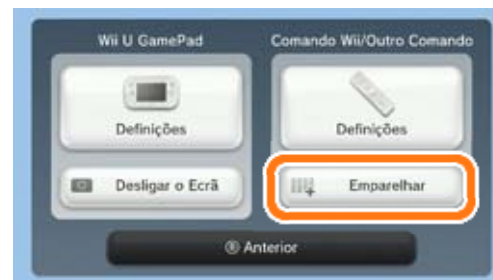 Wii U GamePad
Comando Wii/Outro Comando
Definições
Definições
Desligar o Ecrã
Emparelhar
Ⓑ Anterior